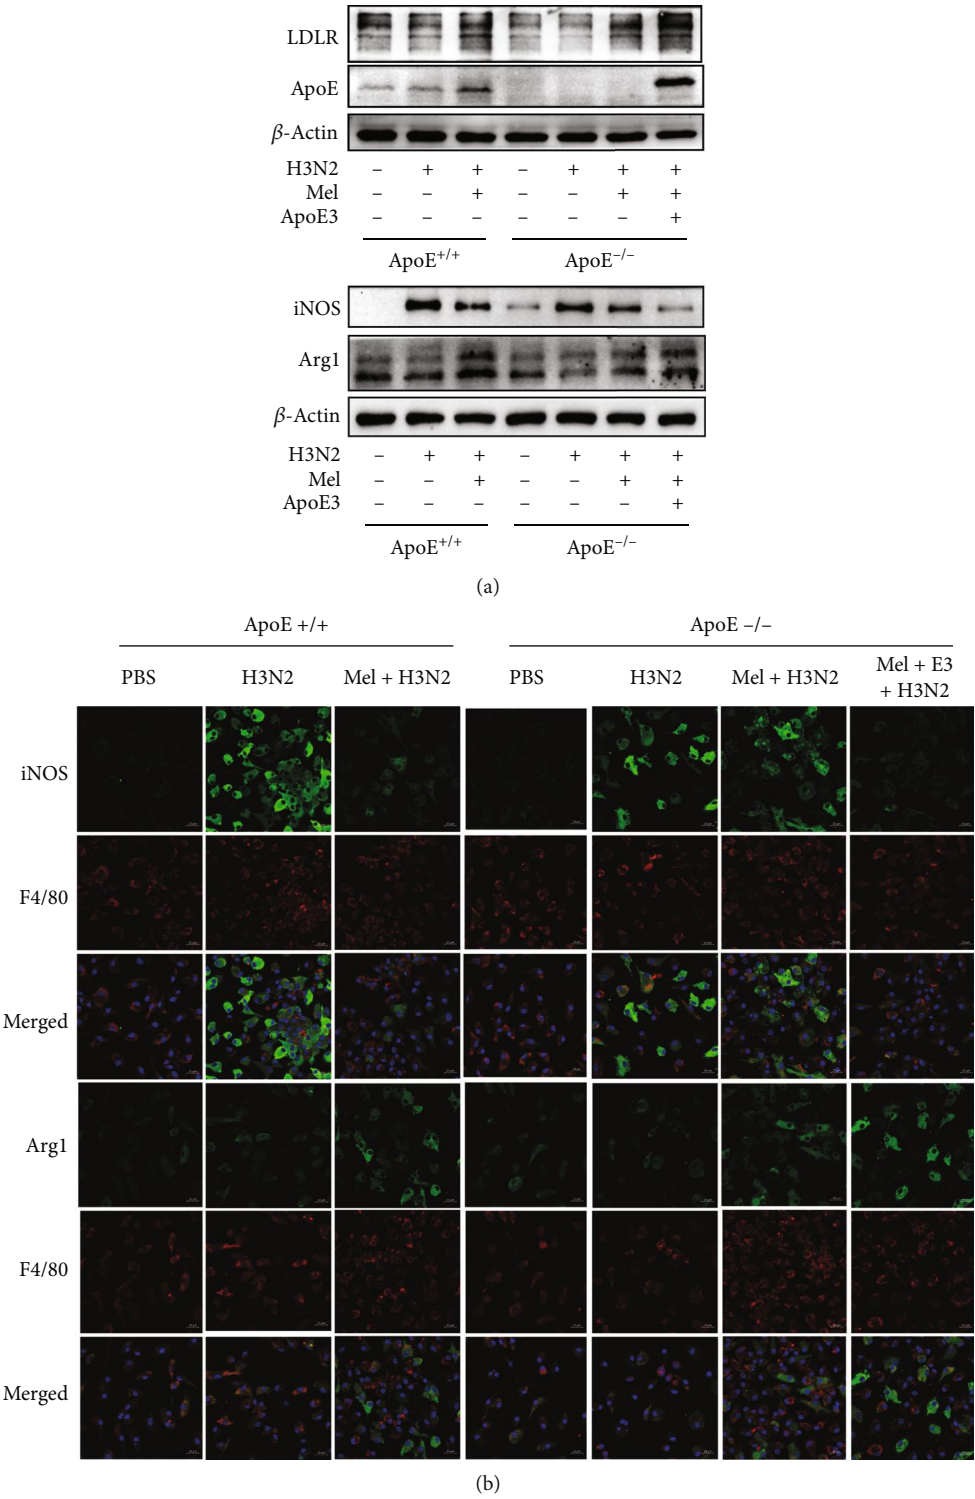 LDLR
ApoE
β-Actin
H3N2 – + + – + + +
Mel – – + – – + +
ApoE3 – – – – – – +
ApoE+/+ ApoE–/–
iNOS
Arg1
β-Actin
H3N2 – + + – + + +
Mel – – + – – + +
ApoE3 – – – – – – +
ApoE+/+ ApoE–/–
(a)
ApoE +/+ ApoE –/–
PBS H3N2 Mel + H3N2 PBS H3N2 Mel + H3N2 Mel + E3
+ H3N2
iNOS
F4/80
Merged
Arg1
F4/80
Merged
(b)